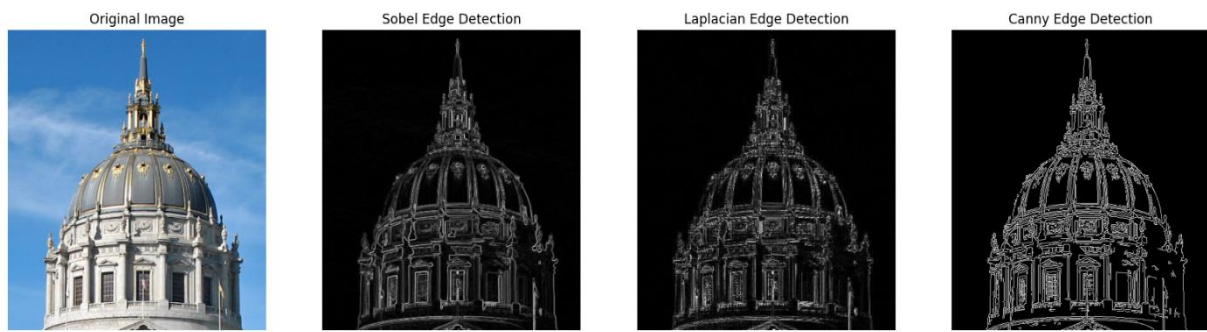 Original Image
Sobel Edge Detection
Laplacian Edge Detection
Canny Edge Detection